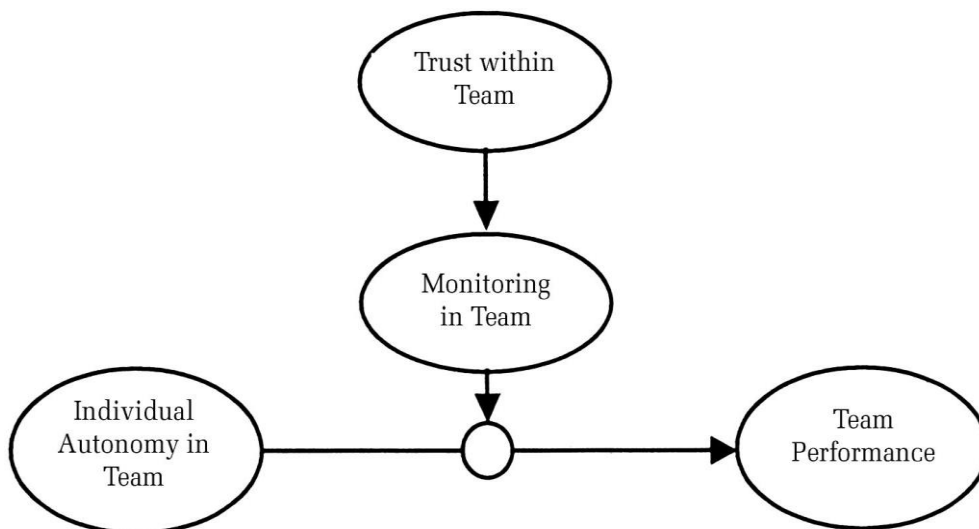 Trust within
Team
Monitoring
in Team
Individual
Autonomy in
Team
Team
Performance